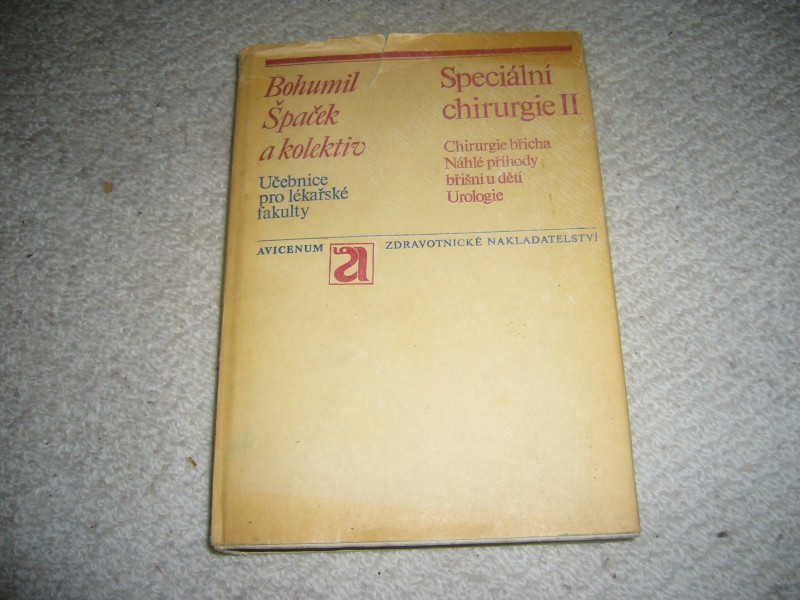 Bohumil
Špaček
a kolektiv
Učebnice
pro lékařské
fakulty
Speciální
chirurgie II
Chirurgie břicha
Náhlé příhody
břišní u dětí
Urologie
AVICENUM
ZDRAVOTNICKÉ NAKLADATELSTVÍ